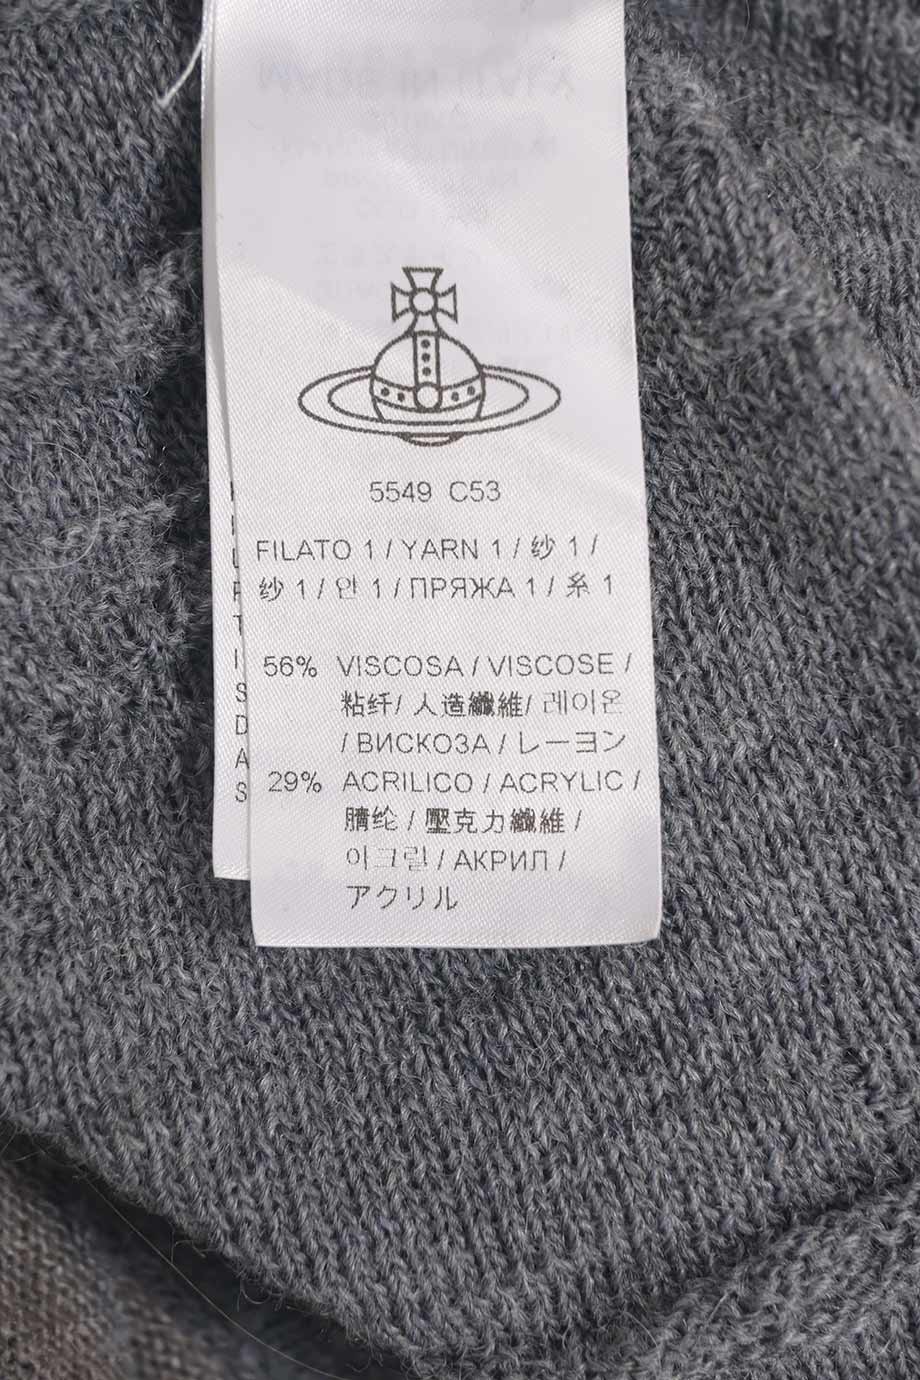 5549 C53
FILATO 1 / YARN 1 / 纱 1 /
纱 1 / 얀 1 / ПРЯЖА 1 / 糸 1
56% VISCOSA / VISCOSE /
粘纤/ 人造纖維/ 레이온
/ ВИСКОЗА / レーヨン
29% ACRILICO / ACRYLIC /
腈纶 / 壓克力纖維 /
아크릴 / АКРИЛ /
アクリル